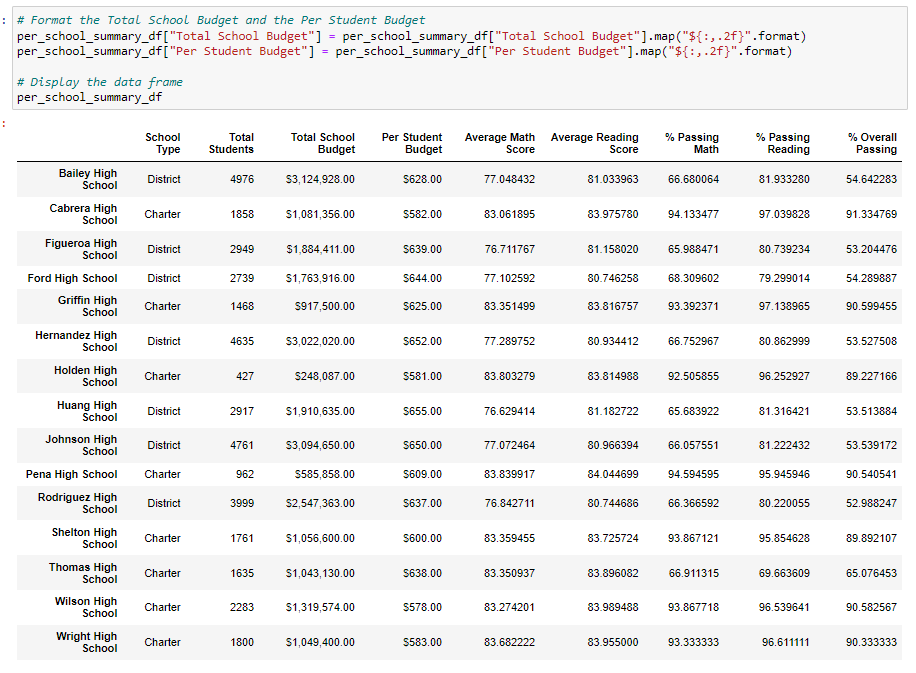 :
# Format the Total School Budget and the Per Student Budget
per_school_summary_df["Total School Budget"] = per_school_summary_df["Total School Budget"].map("${:,.2f}".format)
per_school_summary_df["Per Student Budget"] = per_school_summary_df["Per Student Budget"].map("${:,.2f}".format)
# Display the data frame
per_school_summary_df
:
School Total Total School Per Student Average Math Average Reading % Passing % Passing % Overall
Type Students Budget Budget Score Score Math Reading Passing
Bailey High
School District 4976 $3,124,928.00 $628.00 77.048432 81.033963 66.680064 81.933280 54.642283
Cabrera High
School Charter 1858 $1,081,356.00 $582.00 83.061895 83.975780 94.133477 97.039828 91.334769
Figueroa High
School District 2949 $1,884,411.00 $639.00 76.711767 81.158020 65.988471 80.739234 53.204476
Ford High School District 2739 $1,763,916.00 $644.00 77.102592 80.746258 68.309602 79.299014 54.289887
Griffin High
School Charter 1468 $917,500.00 $625.00 83.351499 83.816757 93.392371 97.138965 90.599455
Hernandez High
School District 4635 $3,022,020.00 $652.00 77.289752 80.934412 66.752967 80.862999 53.527508
Holden High
School Charter 427 $248,087.00 $581.00 83.803279 83.814988 92.505855 96.252927 89.227166
Huang High
School District 2917 $1,910,635.00 $655.00 76.629414 81.182722 65.683922 81.316421 53.513884
Johnson High
School District 4761 $3,094,650.00 $650.00 77.072464 80.966394 66.057551 81.222432 53.539172
Pena High School Charter 962 $585,858.00 $609.00 83.839917 84.044699 94.594595 95.945946 90.540541
Rodriguez High
School District 3999 $2,547,363.00 $637.00 76.842711 80.744686 66.366592 80.220055 52.988247
Shelton High
School Charter 1761 $1,056,600.00 $600.00 83.359455 83.725724 93.867121 95.854628 89.892107
Thomas High
School Charter 1635 $1,043,130.00 $638.00 83.350937 83.896082 66.911315 69.663609 65.076453
Wilson High
School Charter 2283 $1,319,574.00 $578.00 83.274201 83.989488 93.867718 96.539641 90.582567
Wright High
School Charter 1800 $1,049,400.00 $583.00 83.682222 83.955000 93.333333 96.611111 90.333333